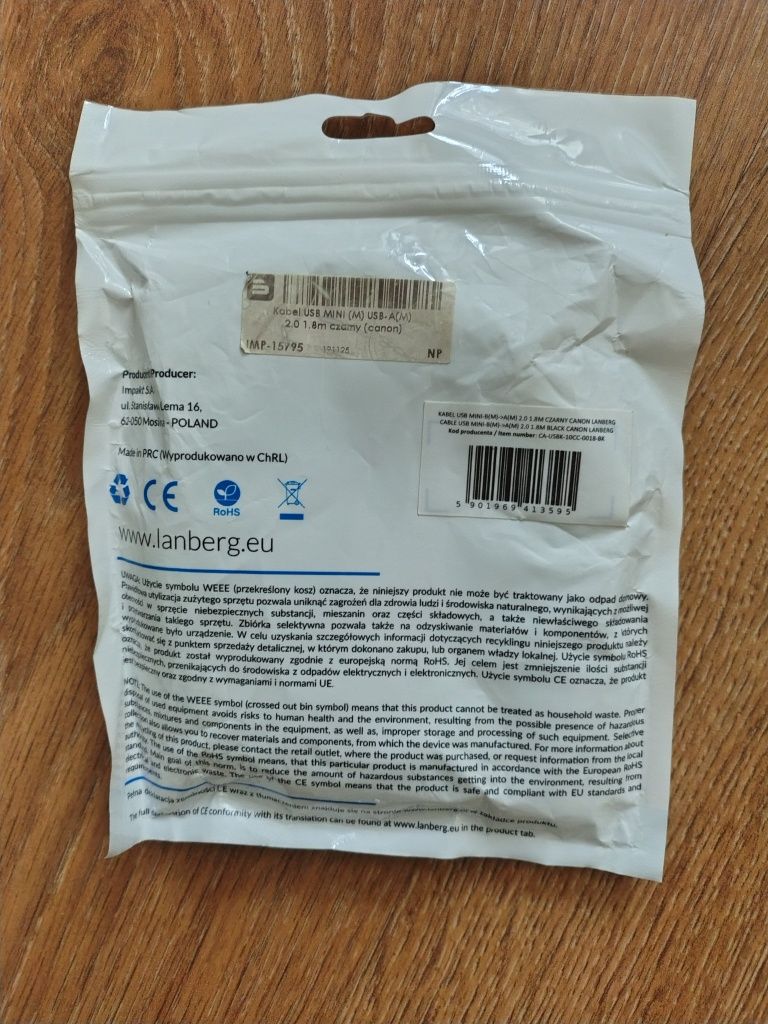 Kabel USB MINI (M) USB-A(M)
2.0 1.8m czarny (canon)
IMP-15795 191125 NP
Producent/Producer:
Impakt SA
ul. Stanisława Lema 16,
62-050 Mosina - POLAND
Made in PRC (Wyprodukowano w ChRL)
KABEL USB MINI-B(M)->A(M) 2.0 1.8M CZARNY CANON LANBERG
CABLE USB MINI-B(M)->A(M) 2.0 1.8M BLACK CANON LANBERG
Kod producenta / Item number: CA-USBK-10CC-0018-BK
5 901969 413595
CE
RoHS
www.lanberg.eu
UWAGA: Użycie symbolu WEEE (przekreślony kosz) oznacza, że niniejszy produkt nie może być traktowany jako odpad domowy.
Prawidłowa utylizacja zużytego sprzętu pozwala uniknąć zagrożeń dla zdrowia ludzi i środowiska naturalnego, wynikających z możliwej
obecności w sprzęcie niebezpiecznych substancji, mieszanin oraz części składowych, a także niewłaściwego składowania
i przetwarzania takiego sprzętu. Zbiórka selektywna pozwala także na odzyskiwanie materiałów i komponentów, z których
wyprodukowane było urządzenie. W celu uzyskania szczegółowych informacji dotyczących recyklingu niniejszego produktu należy
skontaktować się z punktem sprzedaży detalicznej, w którym dokonano zakupu, lub organem władzy lokalnej. Użycie symbolu RoHS
oznacza, że produkt został wyprodukowany zgodnie z europejską normą RoHS. Jej celem jest zmniejszenie ilości substancji
niebezpiecznych, przenikających do środowiska z odpadów elektrycznych i elektronicznych. Użycie symbolu CE oznacza, że produkt
jest bezpieczny oraz zgodny z wymaganiami i normami UE.
NOTE: The use of the WEEE symbol (crossed out bin symbol) means that this product cannot be treated as household waste. Proper
disposal of used equipment avoids risks to human health and the environment, resulting from the possible presence of hazardous
substances, mixtures and components in the equipment, as well as, improper storage and processing of such equipment. Selective
collection also allows you to recover materials and components, from which the device was manufactured. For more information about
the recycling of this product, please contact the retail outlet, where the product was purchased, or request information from the local
authority. The use of the RoHS symbol means, that this particular product is manufactured in accordance with the European RoHS
Main goal of this norm, is to reduce the amount of hazardous substances getting into the environment, resulting from
electrical and electronic waste. The use of the CE symbol means that the product is safe and compliant with EU standards and
requirements.
Pełna deklaracja zgodności CE wraz z tłumaczeniem znajduje się na stronie www.lanberg.eu w zakładce produktu.
The full declaration of CE conformity with its translation can be found at www.lanberg.eu in the product tab.